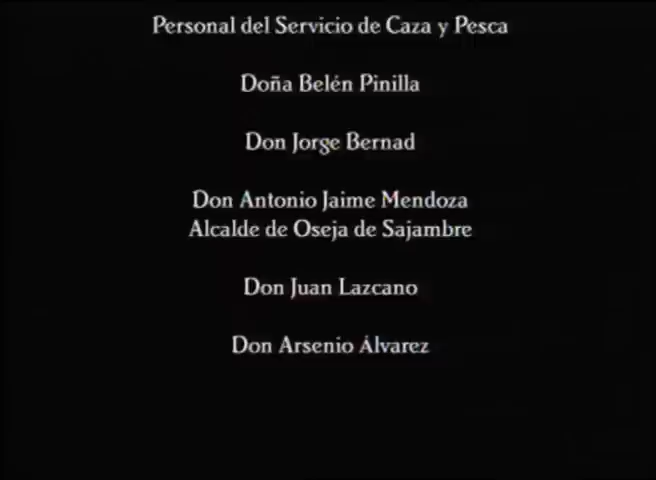 Personal del Servicio de Caza y Pesca
Doña Belén Pinilla
Don Jorge Bernad
Don Antonio Jaime Mendoza
Alcalde de Oseja de Sajambre
Don Juan Lazcano
Don Arsenio Álvarez